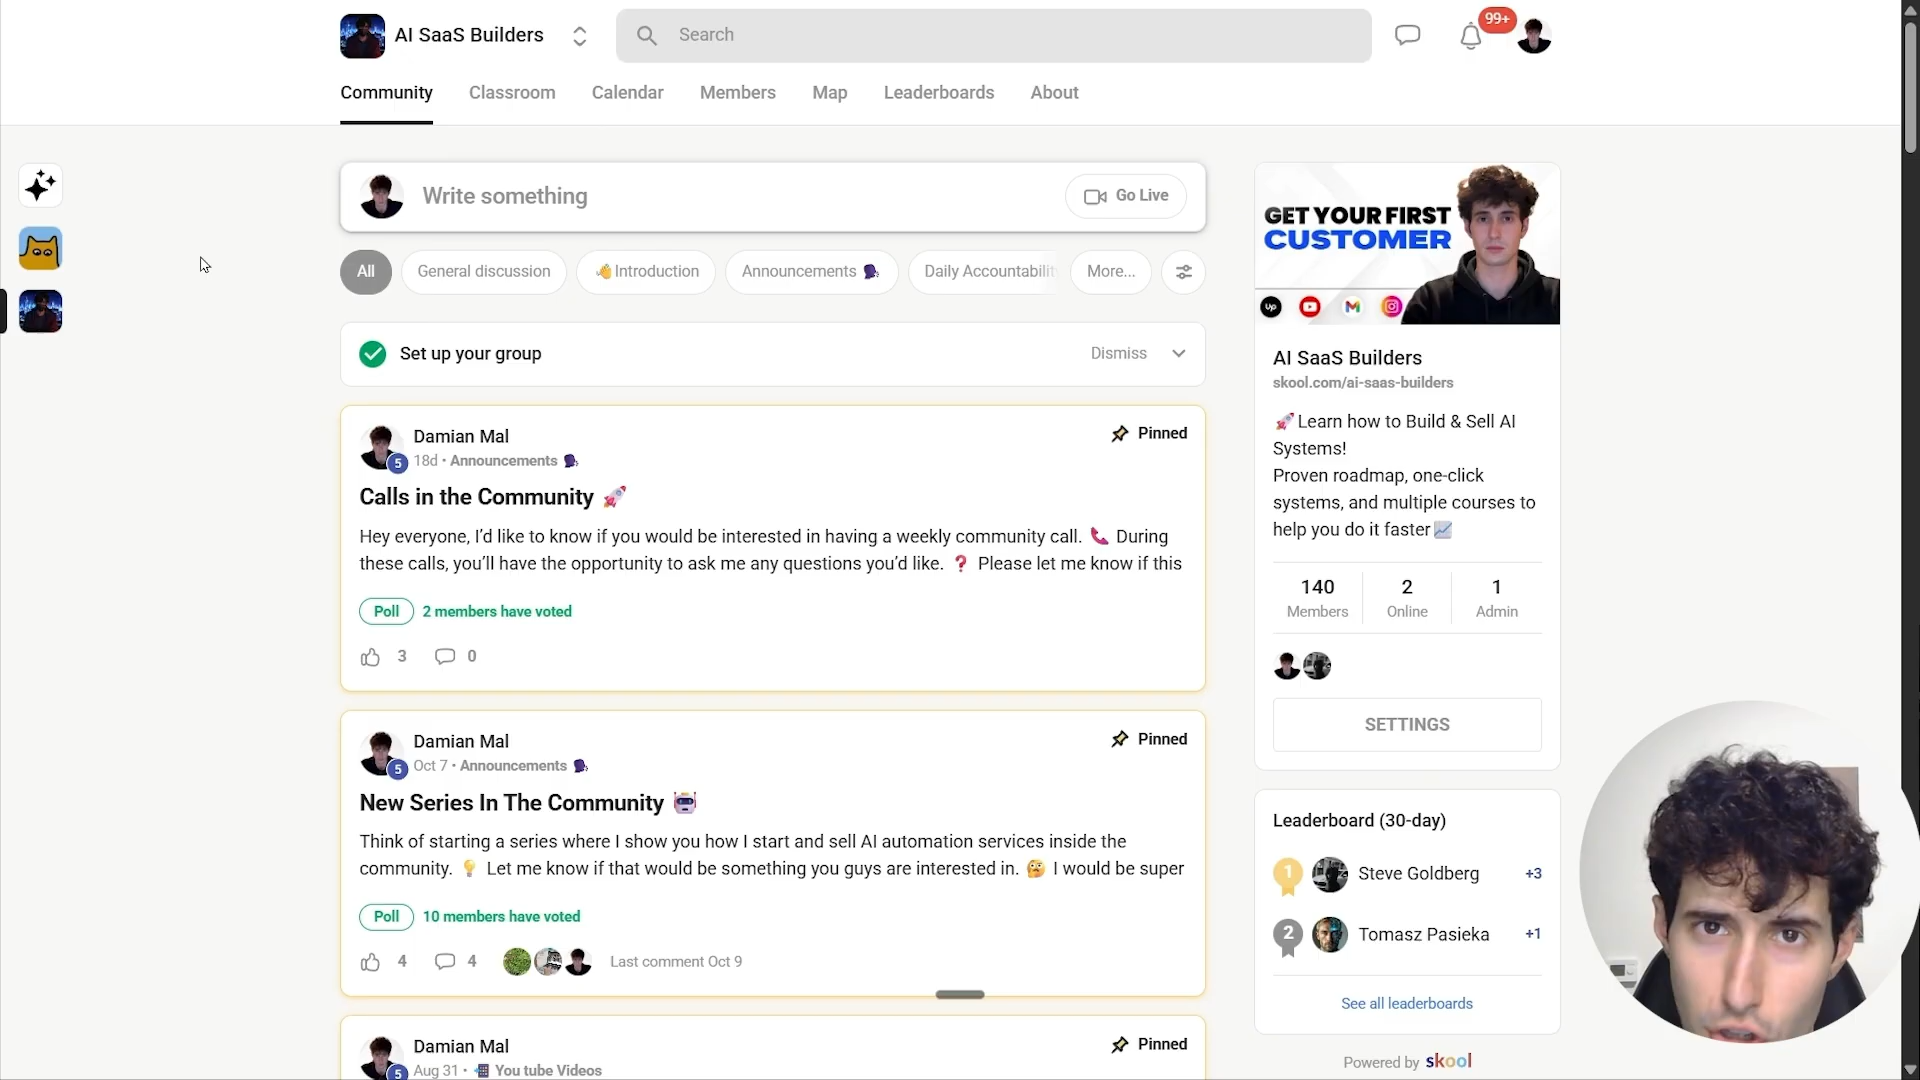 AI SaaS Builders
Search
99+
Community
Classroom
Calendar
Members
Map
Leaderboards
About
Write something
Go Live
All
General discussion
👋Introduction
Announcements 🗣
Daily Accountabilit
More...
Set up your group
Dismiss
Damian Mal
5
18d • Announcements 🗣
Pinned
Calls in the Community 🚀
Hey everyone, I'd like to know if you would be interested in having a weekly community call. 📞 During
these calls, you'll have the opportunity to ask me any questions you'd like. ❓ Please let me know if this
Poll
2 members have voted
3
0
Damian Mal
5
Oct 7 • Announcements 🗣
Pinned
New Series In The Community 🤖
Think of starting a series where I show you how I start and sell AI automation services inside the
community. 💡 Let me know if that would be something you guys are interested in. 🤔 I would be super
Poll
10 members have voted
4
4
Last comment Oct 9
Damian Mal
5
Aug 31 • 📲 You tube Videos
Pinned
GET YOUR FIRST
CUSTOMER
Up
AI SaaS Builders
skool.com/ai-saas-builders
🚀Learn how to Build & Sell AI
Systems!
Proven roadmap, one-click
systems, and multiple courses to
help you do it faster📈
140
Members
2
Online
1
Admin
SETTINGS
Leaderboard (30-day)
1
Steve Goldberg
+3
2
Tomasz Pasieka
+1
See all leaderboards
Powered by skool